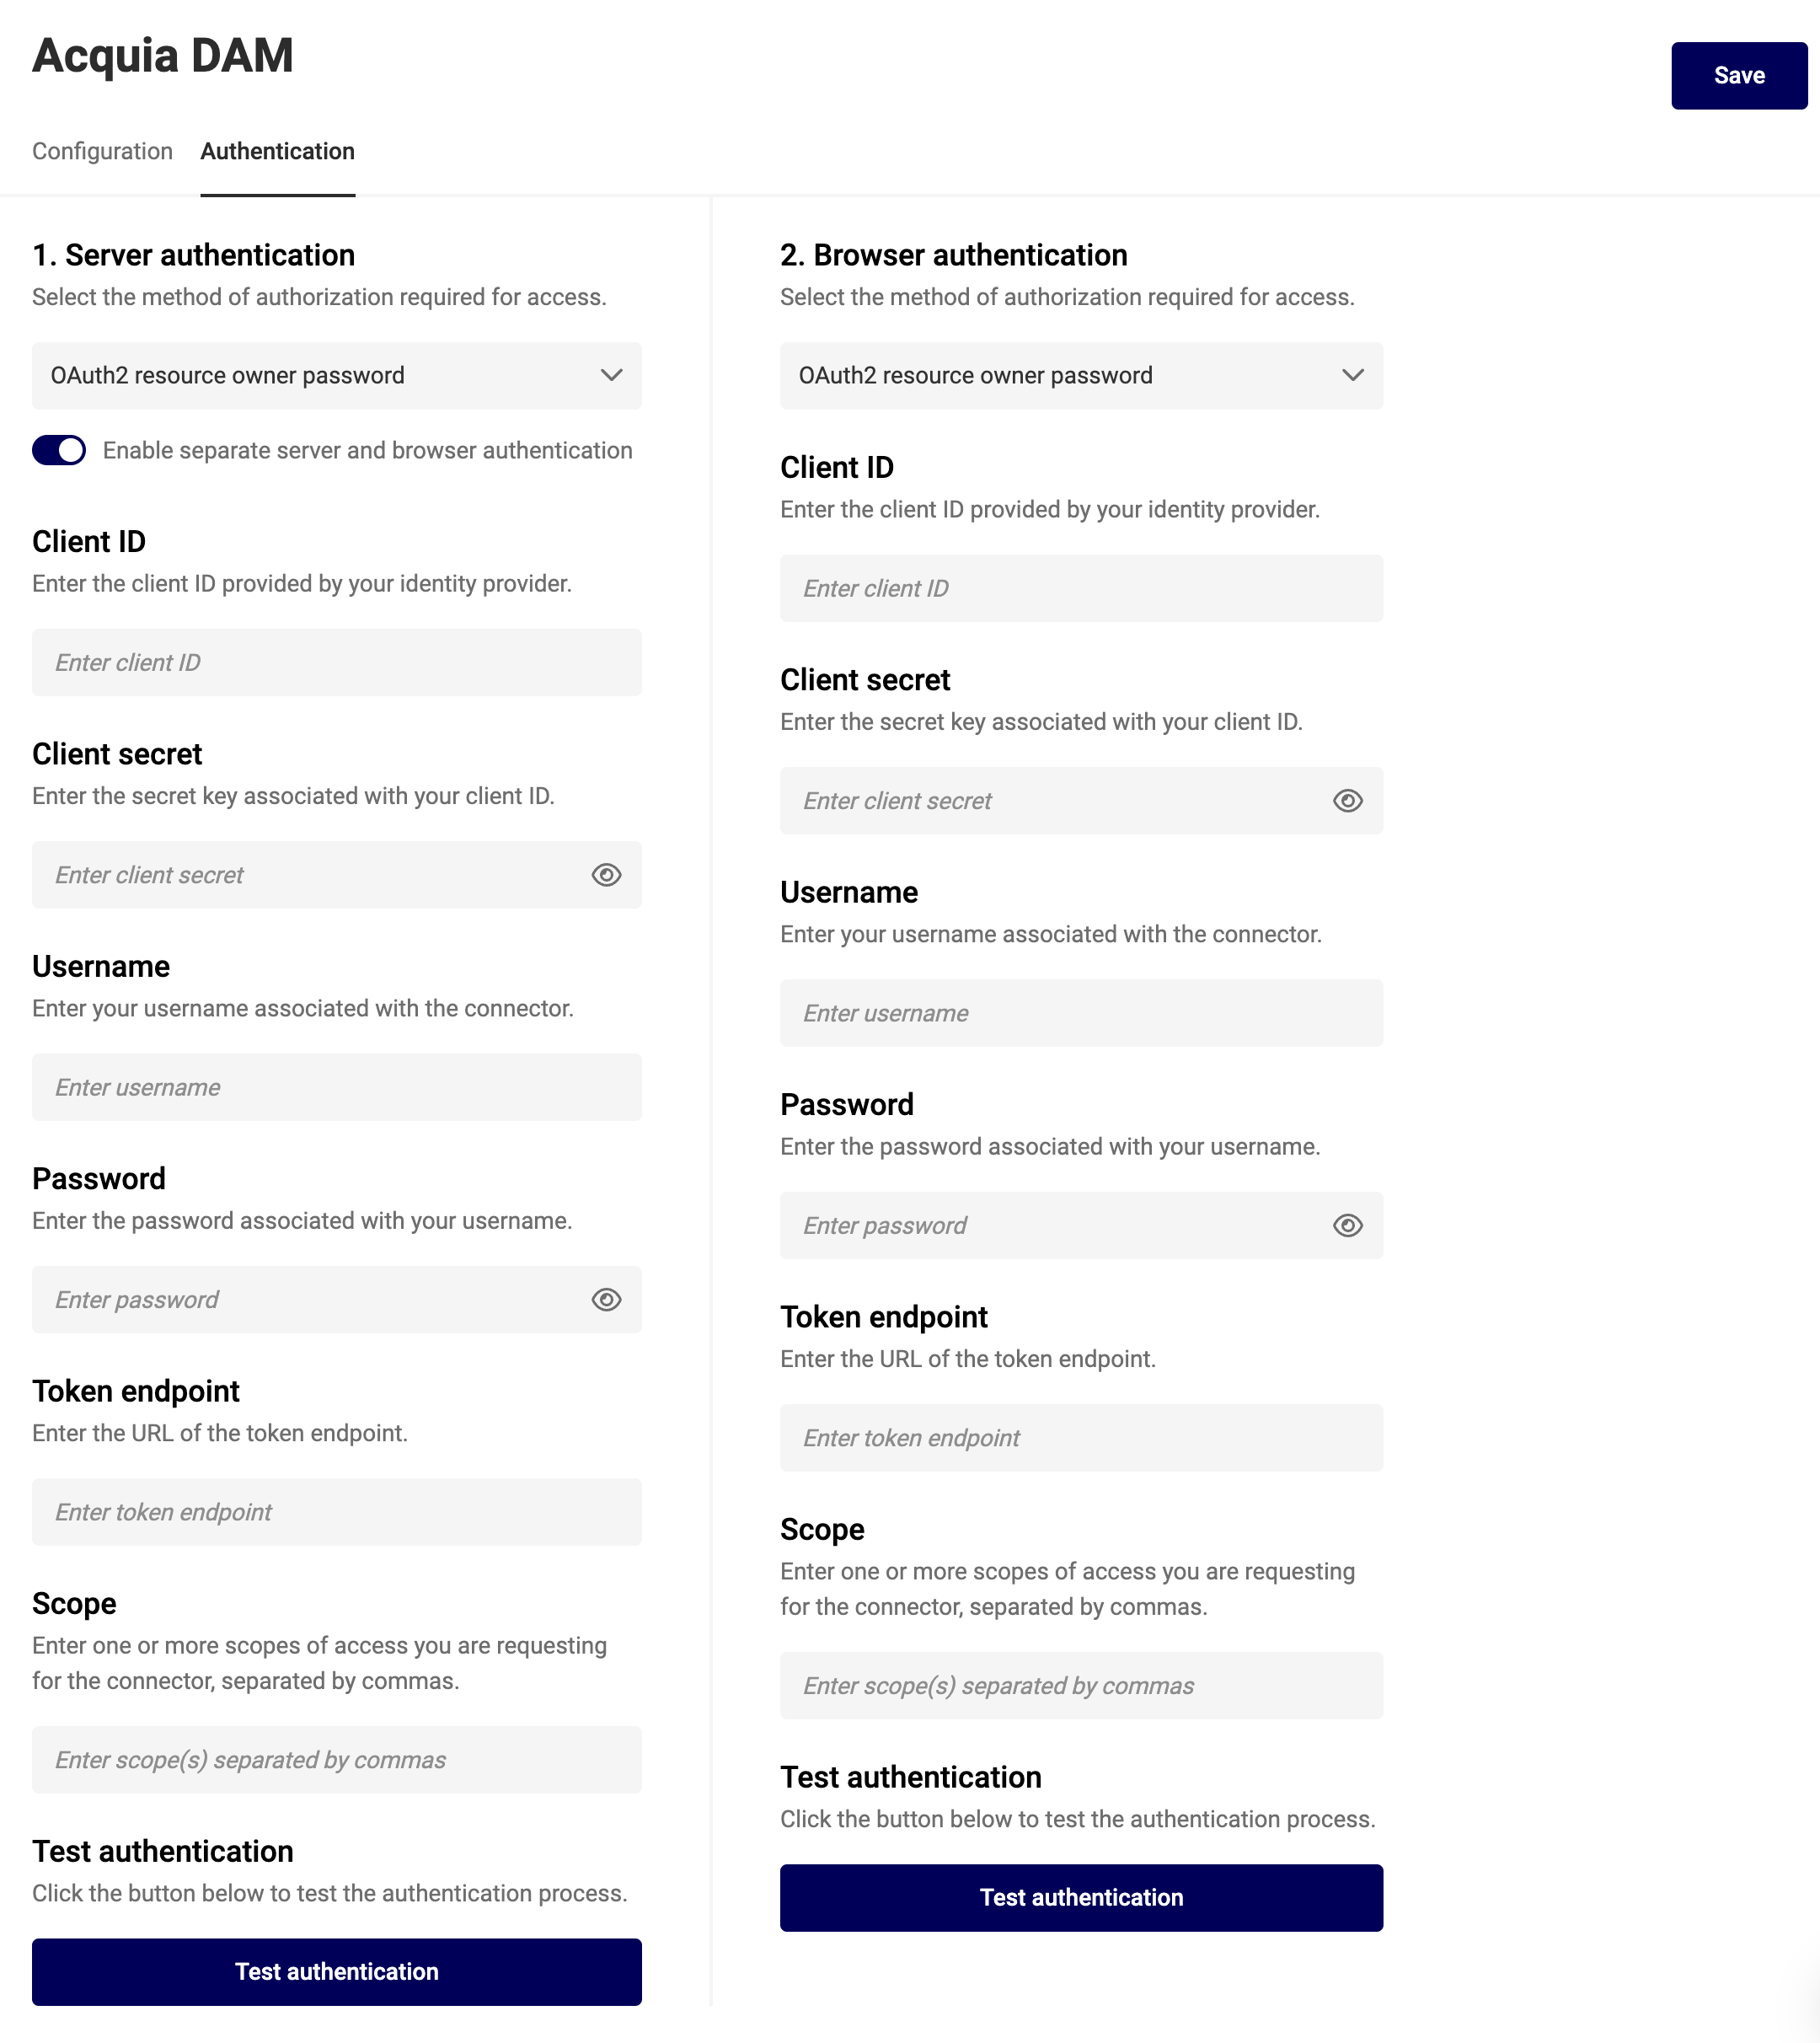 Acquia DAM
Save
Configuration
Authentication
1. Server authentication
Select the method of authorization required for access.
OAuth2 resource owner password
Enable separate server and browser authentication
Client ID
Enter the client ID provided by your identity provider.
Enter client ID
Client secret
Enter the secret key associated with your client ID.
Enter client secret
Username
Enter your username associated with the connector.
Enter username
Password
Enter the password associated with your username.
Enter password
Token endpoint
Enter the URL of the token endpoint.
Enter token endpoint
Scope
Enter one or more scopes of access you are requesting
for the connector, separated by commas.
Enter scope(s) separated by commas
Test authentication
Click the button below to test the authentication process.
Test authentication
2. Browser authentication
Select the method of authorization required for access.
OAuth2 resource owner password
Client ID
Enter the client ID provided by your identity provider.
Enter client ID
Client secret
Enter the secret key associated with your client ID.
Enter client secret
Username
Enter your username associated with the connector.
Enter username
Password
Enter the password associated with your username.
Enter password
Token endpoint
Enter the URL of the token endpoint.
Enter token endpoint
Scope
Enter one or more scopes of access you are requesting
for the connector, separated by commas.
Enter scope(s) separated by commas
Test authentication
Click the button below to test the authentication process.
Test authentication